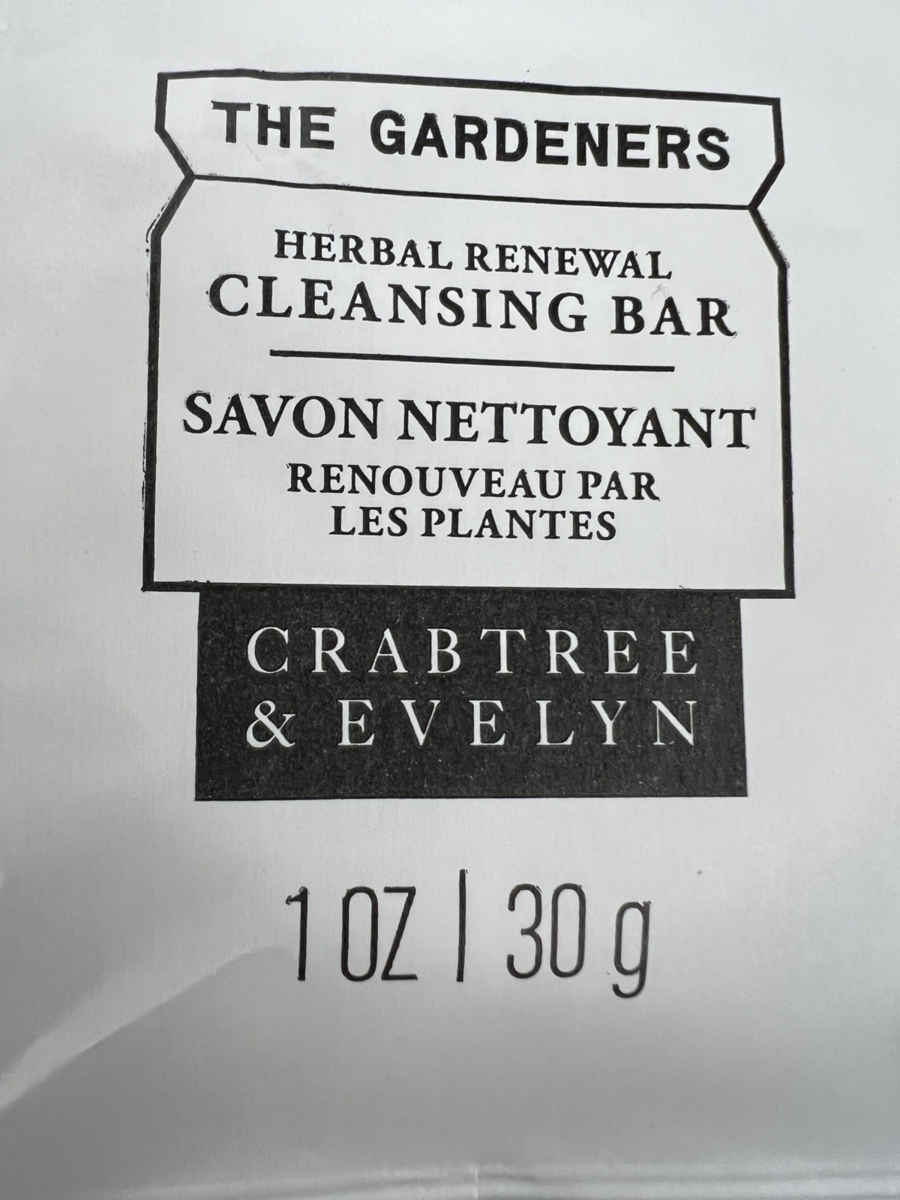 THE GARDENERS
HERBAL RENEWAL
CLEANSING BAR
SAVON NETTOYANT
RENOUVEAU PAR
LES PLANTES
CRABTREE
& EVELYN
1 OZ | 30 g